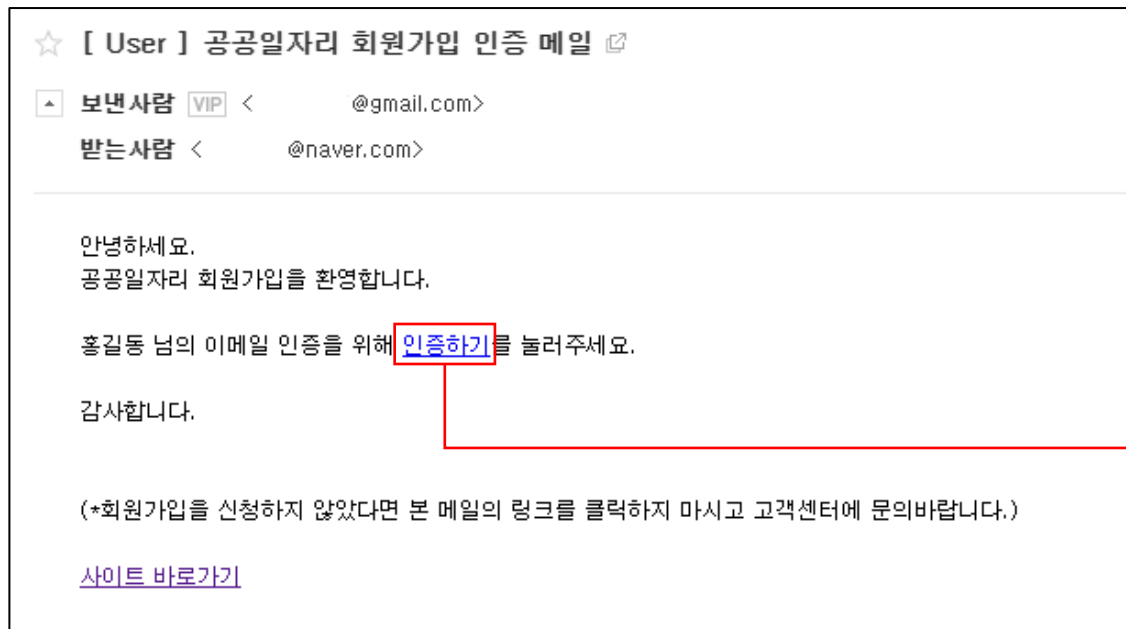 [ User ] 공공일자리 회원가입 인증 메일
보낸사람 VIP < @gmail.com>
받는사람 < @naver.com>
안녕하세요.
공공일자리 회원가입을 환영합니다.
홍길동 님의 이메일 인증을 위해 인증하기를 눌러주세요.
감사합니다.
(*회원가입을 신청하지 않았다면 본 메일의 링크를 클릭하지 마시고 고객센터에 문의바랍니다.)
사이트 바로가기